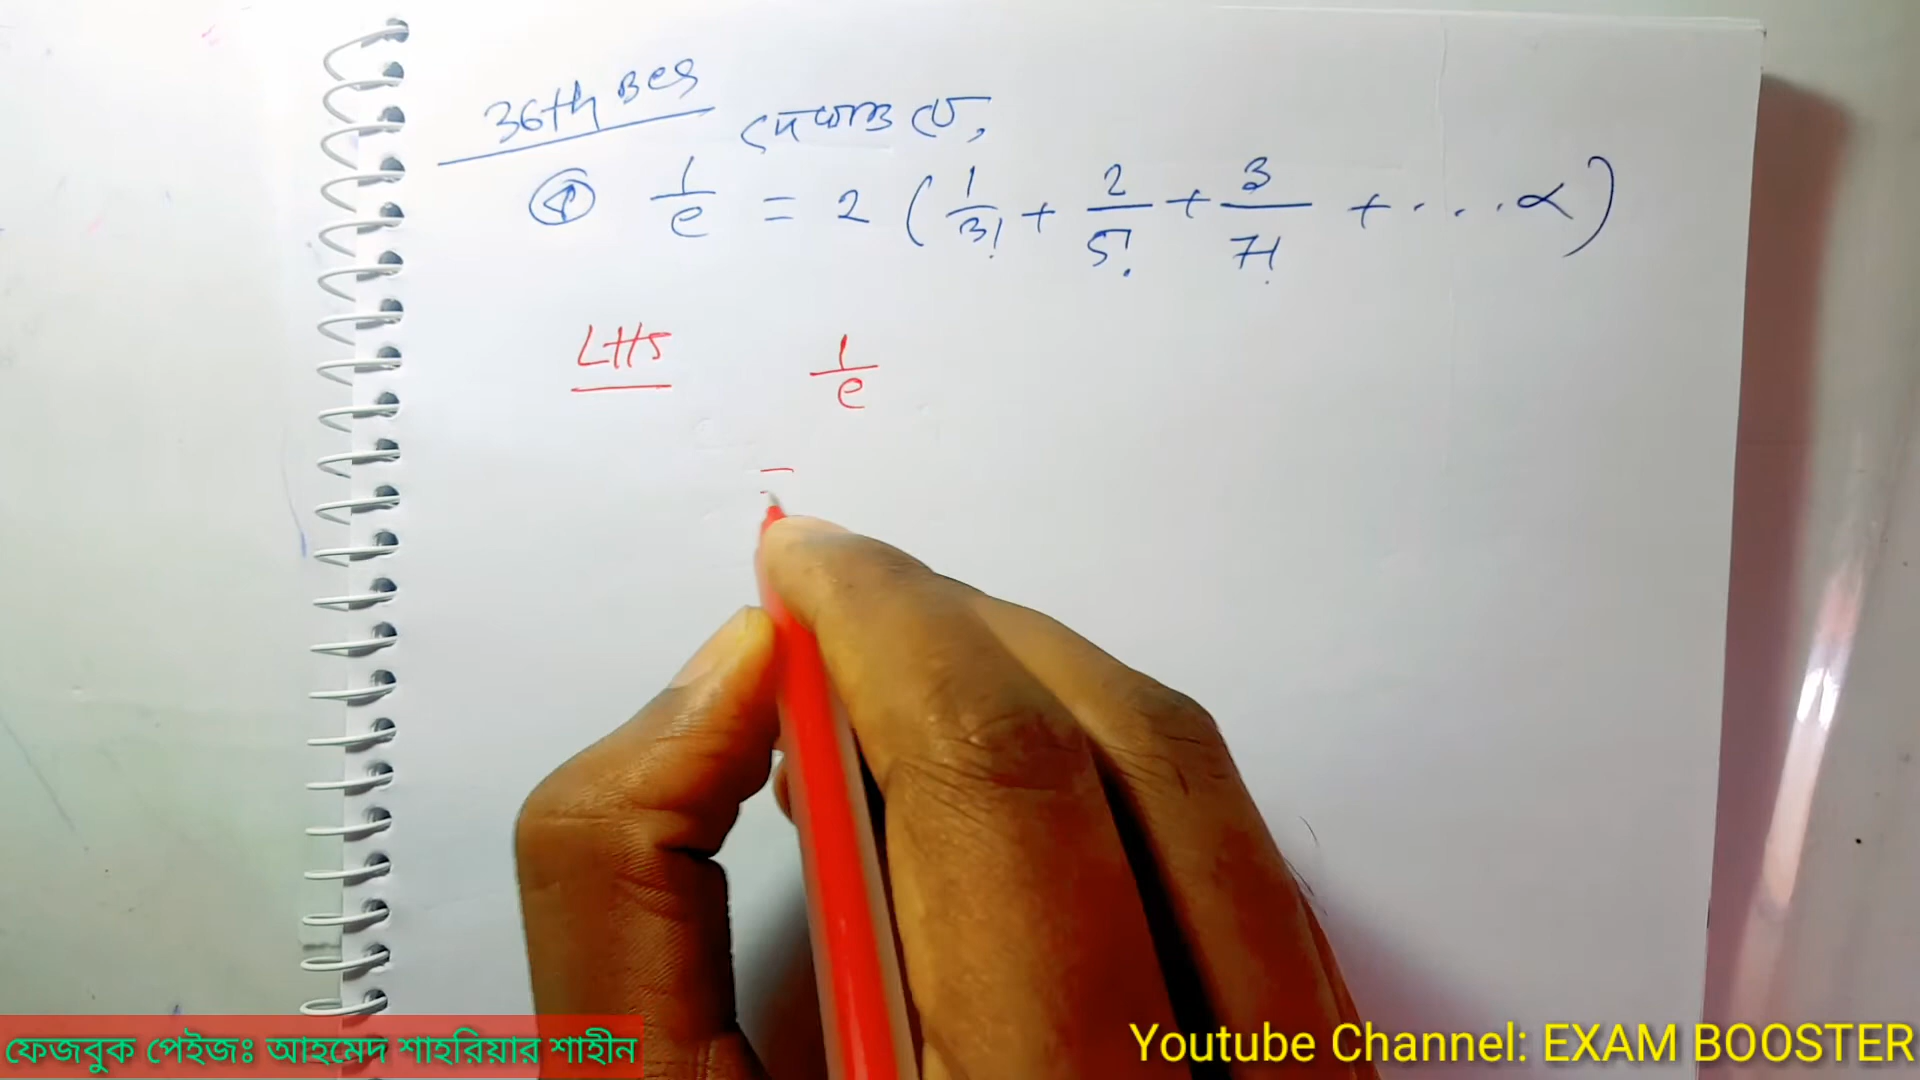 36th BCS দেখাও যে,
১ 1/e = 2 (1/3! + 2/5! + 3/7! + ... ∝)
LHS 1/e
=
ফেজবুক পেইজঃ আহমেদ শাহরিয়ার শাহীন
Youtube Channel: EXAM BOOSTER